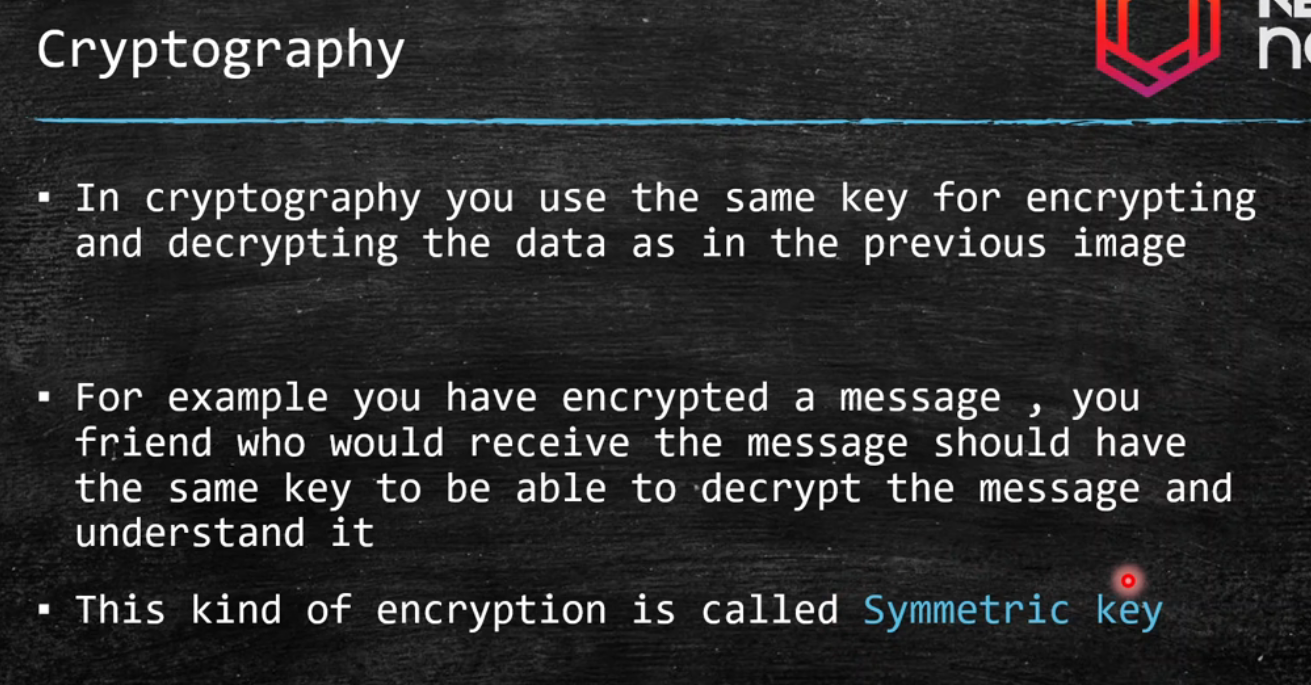 Cryptography
▪ In cryptography you use the same key for encrypting
and decrypting the data as in the previous image
▪ For example you have encrypted a message , you
friend who would receive the message should have
the same key to be able to decrypt the message and
understand it
▪ This kind of encryption is called Symmetric key